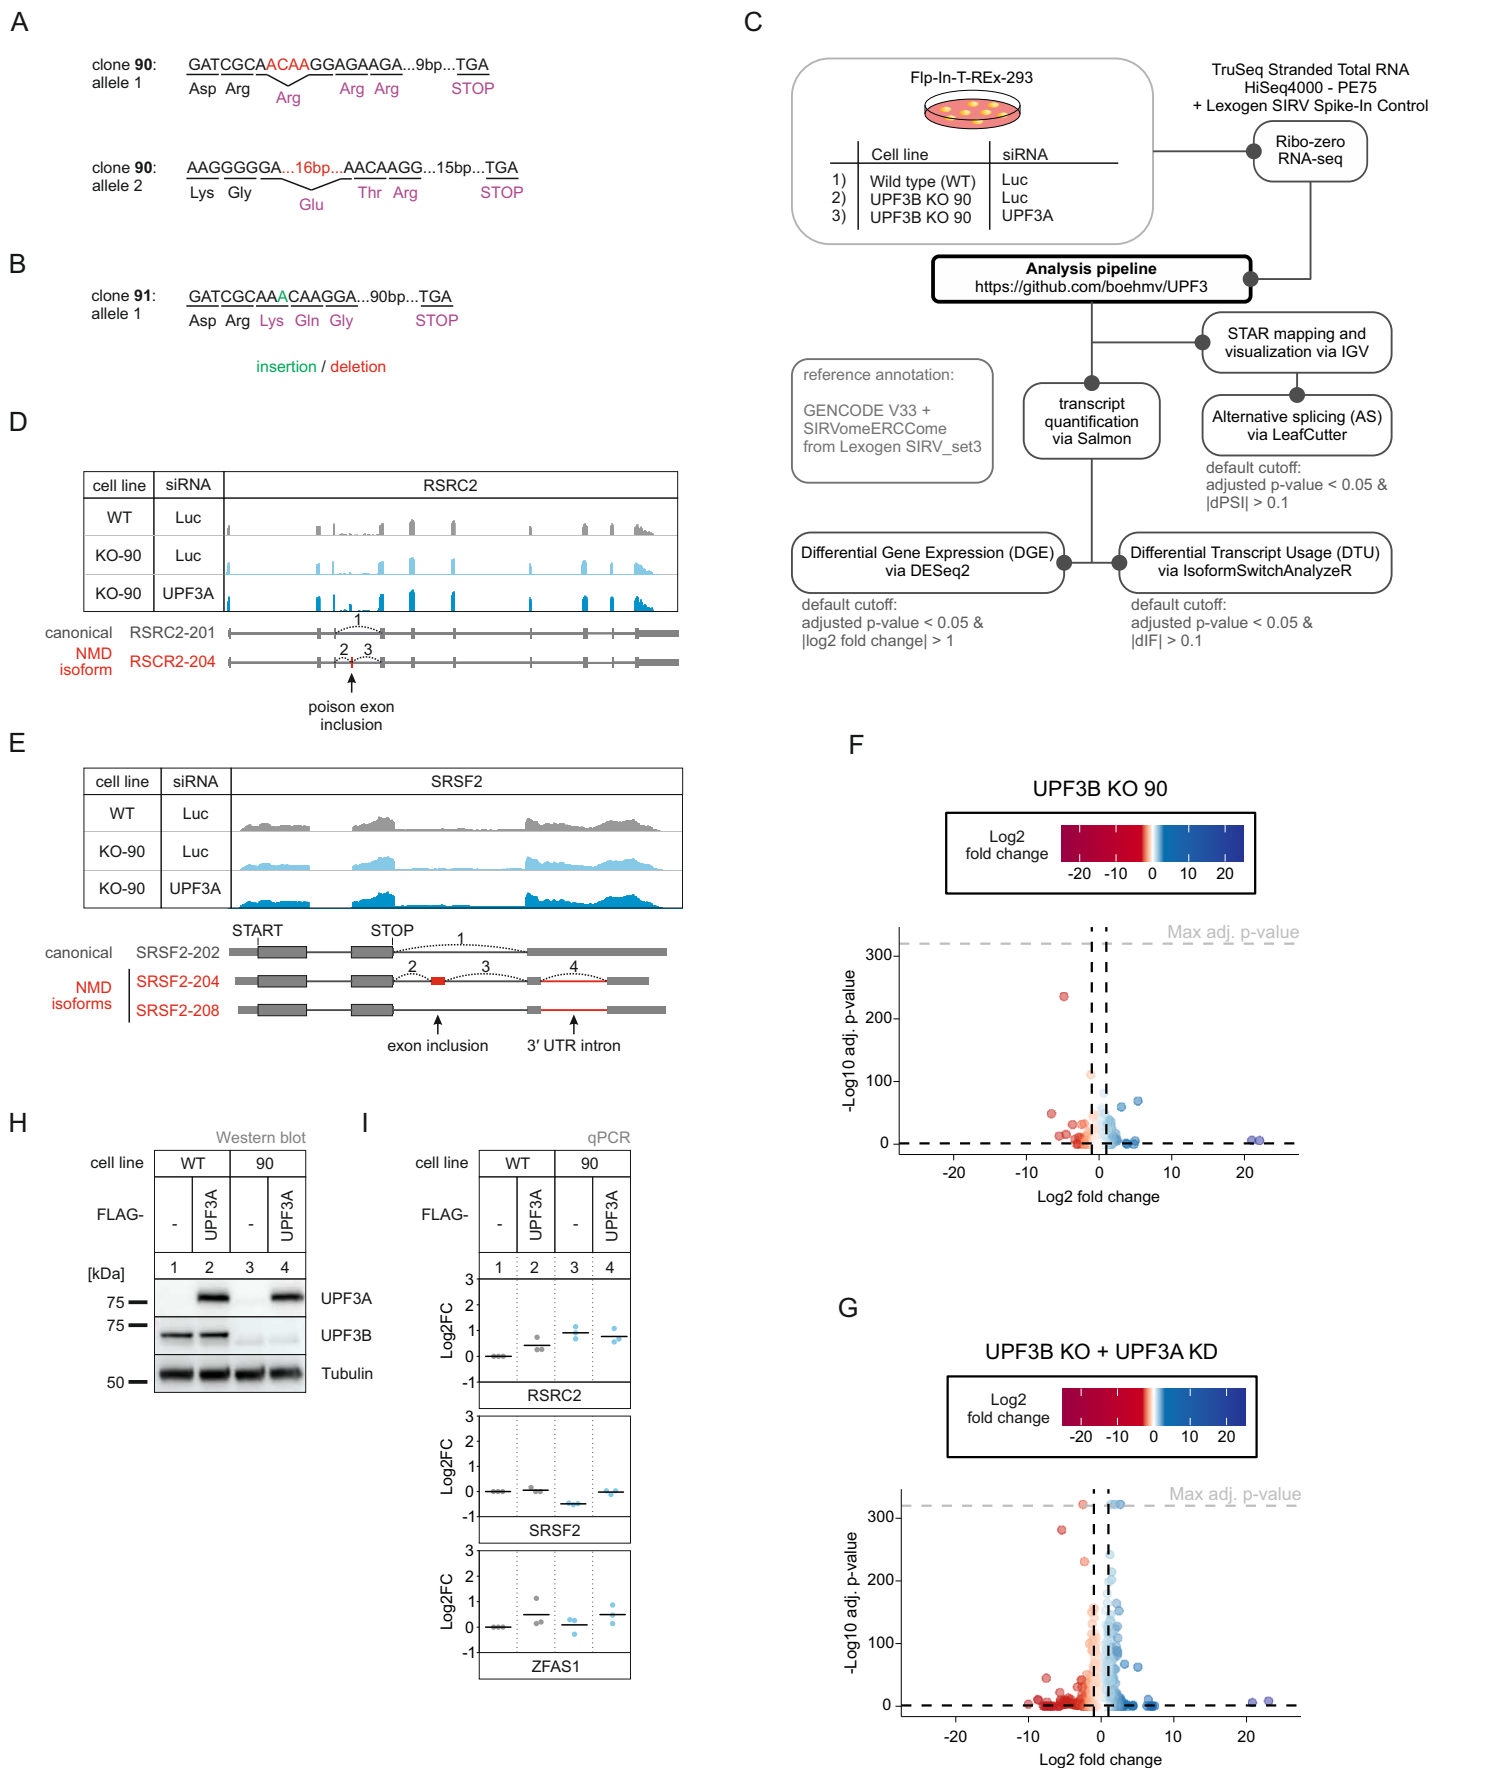 A
clone 90:
allele 1
GATCGCAACAAGGAGAAGA...9bp...TGA
Asp Arg Arg Arg Arg STOP
clone 90:
allele 2
AAGGGGGA...16bp...AACAAGG...15bp...TGA
Lys Gly Glu Thr Arg STOP
B
clone 91:
allele 1
GATCGCAAACAAGGA...90bp...TGA
Asp Arg Lys Gln Gly STOP
insertion / deletion
C
Flp-In-T-REx-293
Cell line siRNA
1) Wild type (WT) Luc
2) UPF3B KO 90 Luc
3) UPF3B KO 90 UPF3A
TruSeq Stranded Total RNA
HiSeq4000 - PE75
+ Lexogen SIRV Spike-In Control
Ribo-zero
RNA-seq
Analysis pipeline
https://github.com/boehmv/UPF3
STAR mapping and
visualization via IGV
reference annotation:
GENCODE V33 +
SIRVomeERCCome
from Lexogen SIRV_set3
transcript
quantification
via Salmon
Alternative splicing (AS)
via LeafCutter
default cutoff:
adjusted p-value < 0.05 &
|dPSI| > 0.1
Differential Gene Expression (DGE)
via DESeq2
default cutoff:
adjusted p-value < 0.05 &
|log2 fold change| > 1
Differential Transcript Usage (DTU)
via IsoformSwitchAnalyzeR
default cutoff:
adjusted p-value < 0.05 &
|dIF| > 0.1
D
cell line siRNA RSRC2
WT Luc
KO-90 Luc
KO-90 UPF3A
1
canonical RSRC2-201
2 3
NMD
isoform
RSCR2-204
poison exon
inclusion
E
cell line siRNA SRSF2
WT Luc
KO-90 Luc
KO-90 UPF3A
START STOP
1
canonical SRSF2-202
2 3 4
NMD
isoforms
SRSF2-204
SRSF2-208
exon inclusion 3′ UTR intron
F
UPF3B KO 90
Log2
fold change
-20 -10 0 10 20
Max adj. p-value
-Log10 adj. p-value
300
200
100
0
-20 -10 0 10 20
Log2 fold change
G
UPF3B KO + UPF3A KD
Log2
fold change
-20 -10 0 10 20
Max adj. p-value
-Log10 adj. p-value
300
200
100
0
-20 -10 0 10 20
Log2 fold change
H
Western blot
cell line WT 90
FLAG- - UPF3A - UPF3A
1 2 3 4
[kDa]
75 UPF3A
75 UPF3B
50 Tubulin
I
qPCR
cell line WT 90
FLAG- - UPF3A - UPF3A
1 2 3 4
Log2FC
3
2
1
0
-1
RSRC2
Log2FC
3
2
1
0
-1
SRSF2
Log2FC
3
2
1
0
-1
ZFAS1